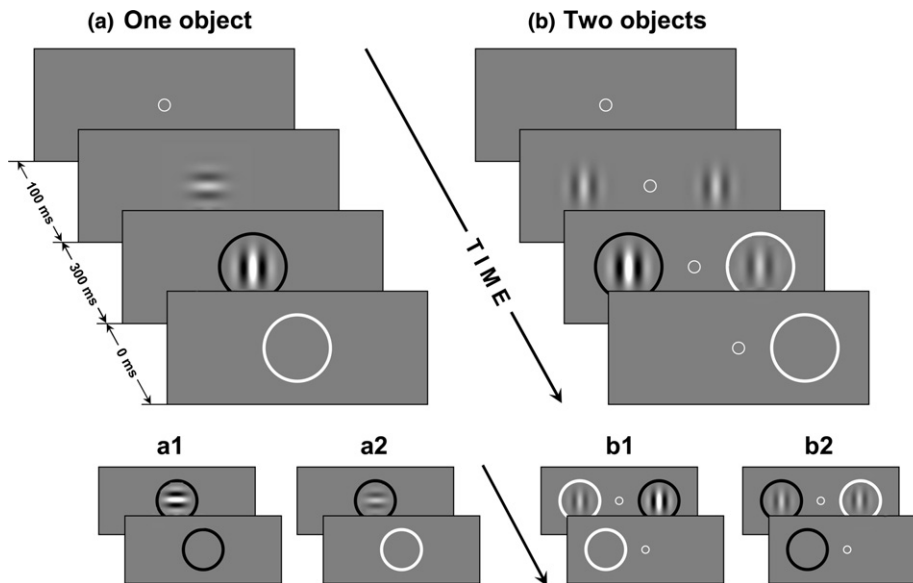 (a) One object
(b) Two objects
100 ms
300 ms
0 ms
TIME
a1
a2
b1
b2